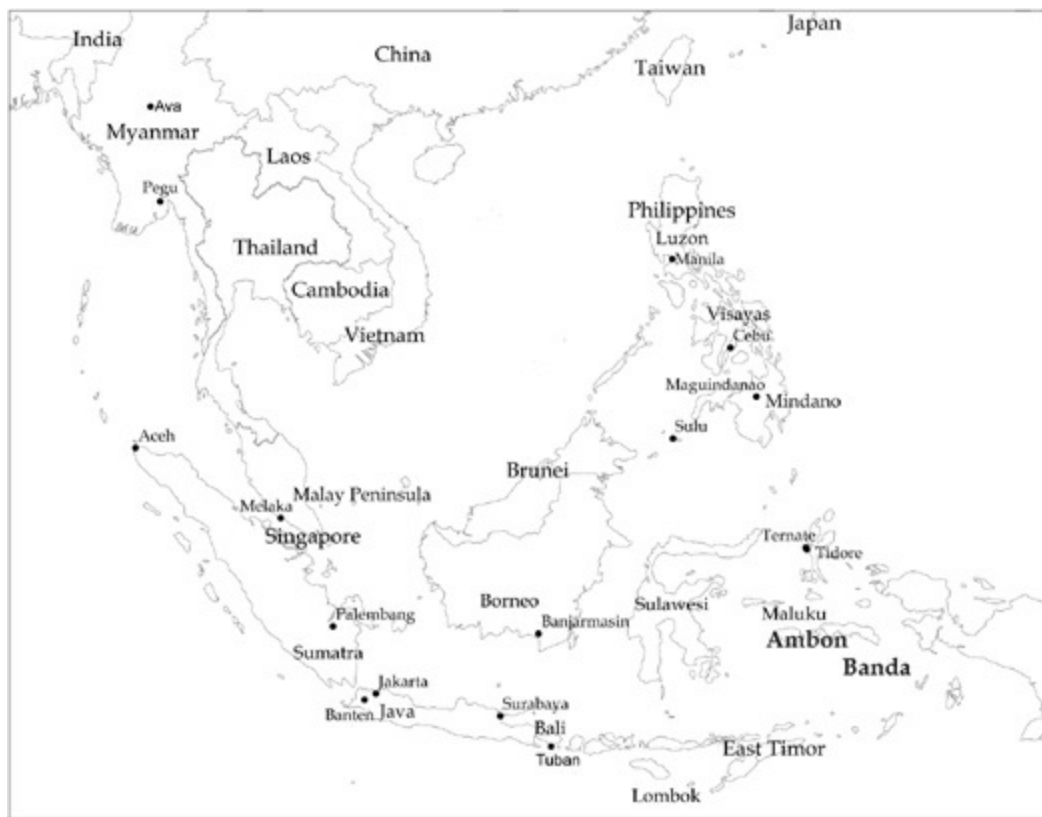 Japan
India
China
Taiwan
Ava
Myanmar
Laos
Pegu
Philippines
Luzon
Thailand
Manila
Cambodia
Visayas
Vietnam
Cebu
Maguindanao
Mindano
Sulu
Aceh
Brunei
Malay Peninsula
Melaka
Singapore
Ternate
Tidore
Borneo
Sulawesi
Maluku
Palembang
Banjarmasin
Ambon
Sumatra
Banda
Jakarta
Banten
Java
Surabaya
Bali
East Timor
Tuban
Lombok